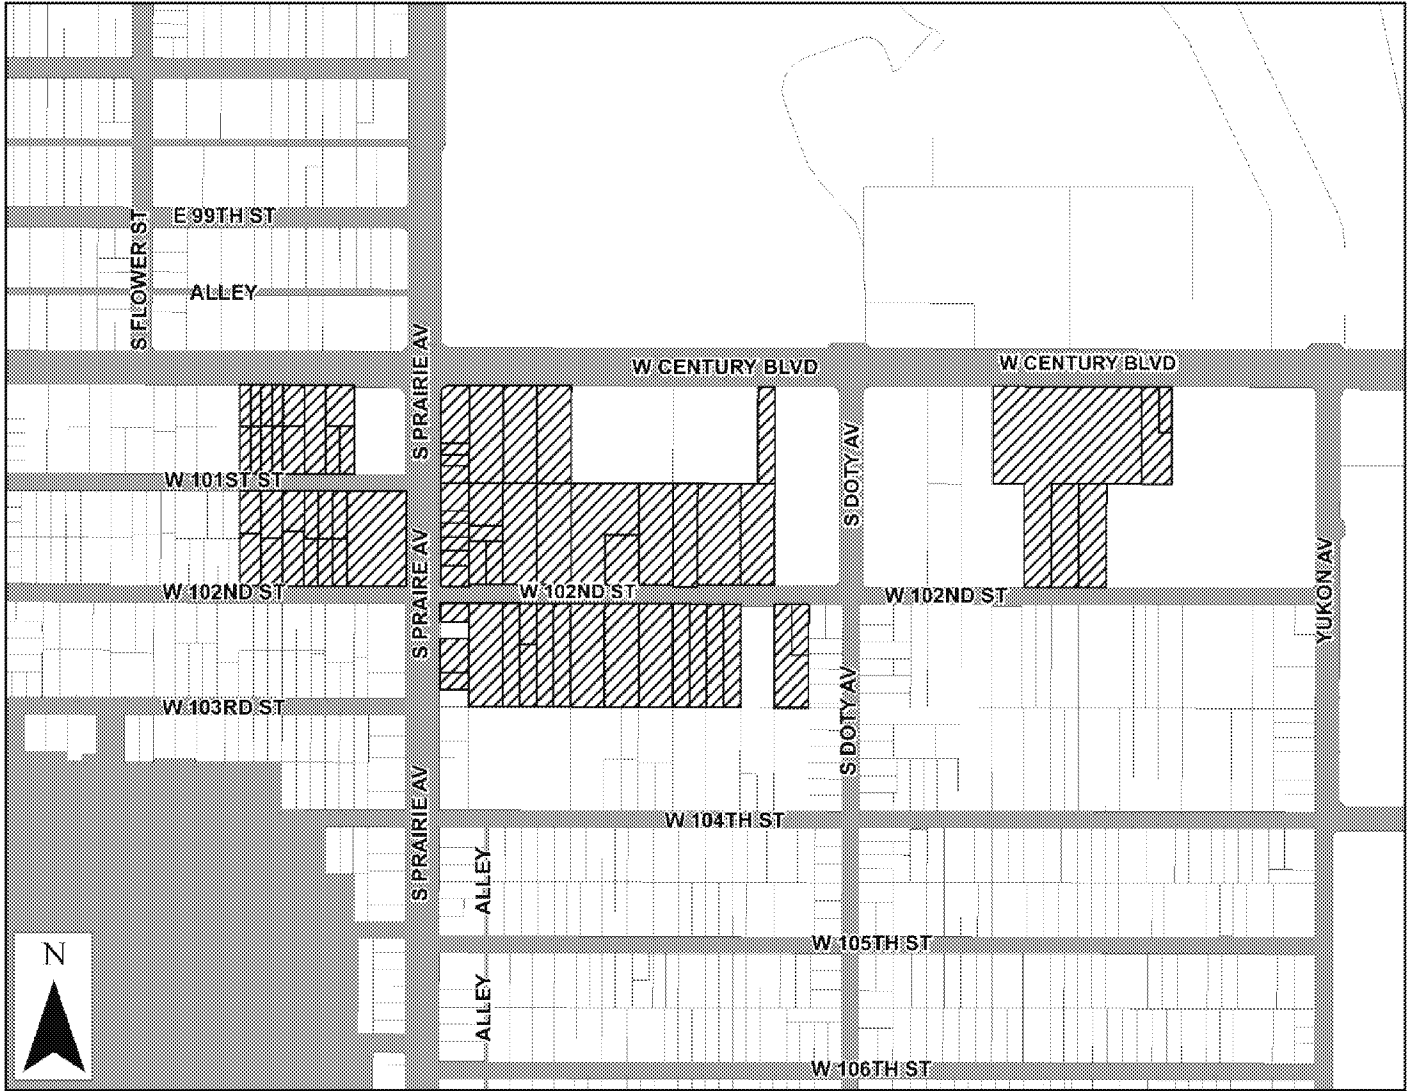 E 99TH ST
S FLOWER ST
ALLEY
S PRAIRIE AV
W CENTURY BLVD
W CENTURY BLVD
W 101ST ST
S DOTY AV
S PRAIRE AV
W 102ND ST
W 102ND ST
W 102ND ST
YUKON AV
W 103RD ST
S DOTY AV
S PRAIRIE AV
W 104TH ST
ALLEY
W 105TH ST
N
ALLEY
W 106TH ST